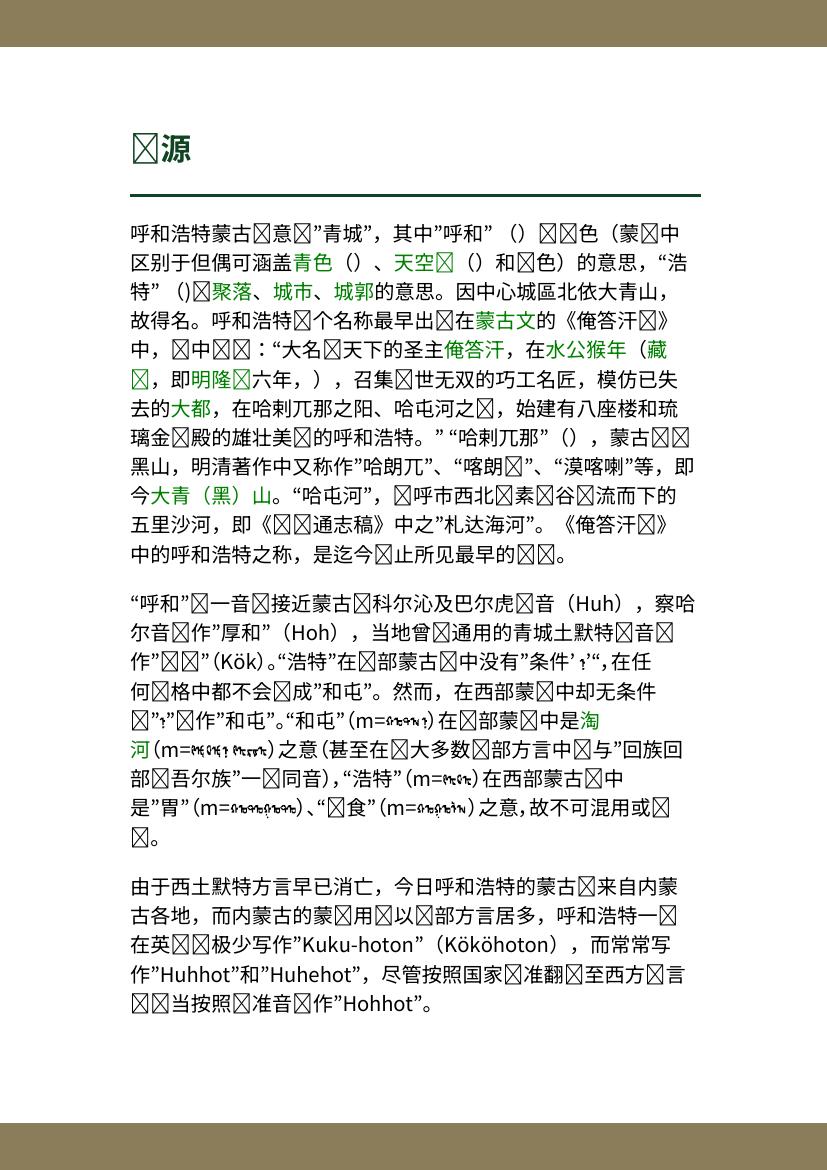 ☒源
呼和浩特蒙古☒意☒”青城”，其中”呼和” （）☒☒色（蒙☒中
区别于但偶可涵盖青色（）、天空☒（）和☒色）的意思，“浩
特” （)☒聚落、城市、城郭的意思。因中心城區北依大青山，
故得名。呼和浩特☒个名称最早出☒在蒙古文的《俺答汗☒》
中，☒中☒☒：“大名☒天下的圣主俺答汗，在水公猴年（藏
☒，即明隆☒六年，），召集☒世无双的巧工名匠，模仿已失
去的大都，在哈剌兀那之阳、哈屯河之☒，始建有八座楼和琉
璃金☒殿的雄壮美☒的呼和浩特。” “哈剌兀那”（），蒙古☒☒
黑山，明清著作中又称作”哈朗兀”、“喀朗☒”、“漠喀喇”等，即
今大青（黑）山。“哈屯河”，☒呼市西北☒素☒谷☒流而下的
五里沙河，即《☒☒通志稿》中之”札达海河”。《俺答汗☒》
中的呼和浩特之称，是迄今☒止所见最早的☒☒。
“呼和”☒一音☒接近蒙古☒科尔沁及巴尔虎☒音（Huh），察哈
尔音☒作”厚和”（Hoh），当地曾☒通用的青城土默特☒音☒
作”☒☒”（Kök）。“浩特”在☒部蒙古☒中没有”条件’ ’“，在任
何☒格中都不会☒成”和屯”。然而，在西部蒙☒中却无条件
☒””☒作”和屯”。“和屯”（m=）在☒部蒙☒中是淘
河（m=）之意（甚至在☒大多数☒部方言中☒与”回族回
部☒吾尔族”一☒同音），“浩特”（m=）在西部蒙古☒中
是”胃”（m=）、“☒食”（m=）之意，故不可混用或☒
☒。
由于西土默特方言早已消亡，今日呼和浩特的蒙古☒来自内蒙
古各地，而内蒙古的蒙☒用☒以☒部方言居多，呼和浩特一☒
在英☒☒极少写作”Kuku-hoton”（Kököhoton），而常常写
作”Huhhot”和”Huhehot”，尽管按照国家☒准翻☒至西方☒言
☒☒当按照☒准音☒作”Hohhot”。